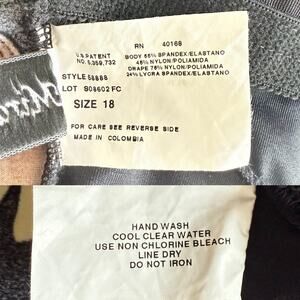 U.S PATENT
NO. 5,359,732
RN 40168
BODY 55% SPANDEX/ELASTANO
45% NYLON/POLIAMIDA
DRAPE 76% NYLON/POLIAMIDA
24% LYCRA SPANDEX/ELASTANO
STYLE 58888
LOT S08602 FC
SIZE 18
FOR CARE SEE REVERSE SIDE
MADE IN COLOMBIA
HAND WASH
COOL CLEAR WATER
USE NON CHLORINE BLEACH
LINE DRY
DO NOT IRON